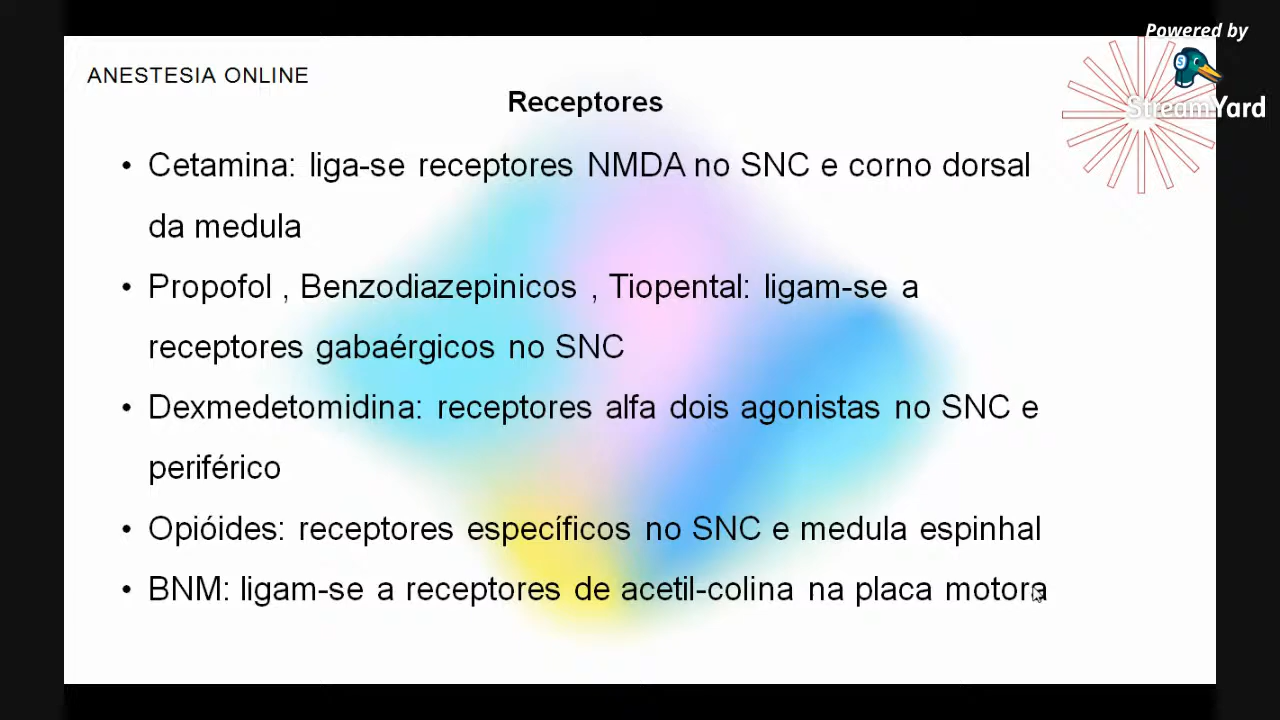 Powered by
StreamYard
ANESTESIA ONLINE
Receptores
• Cetamina: liga-se receptores NMDA no SNC e corno dorsal
da medula
• Propofol , Benzodiazepinicos , Tiopental: ligam-se a
receptores gabaérgicos no SNC
• Dexmedetomidina: receptores alfa dois agonistas no SNC e
periférico
• Opióides: receptores específicos no SNC e medula espinhal
• BNM: ligam-se a receptores de acetil-colina na placa motora